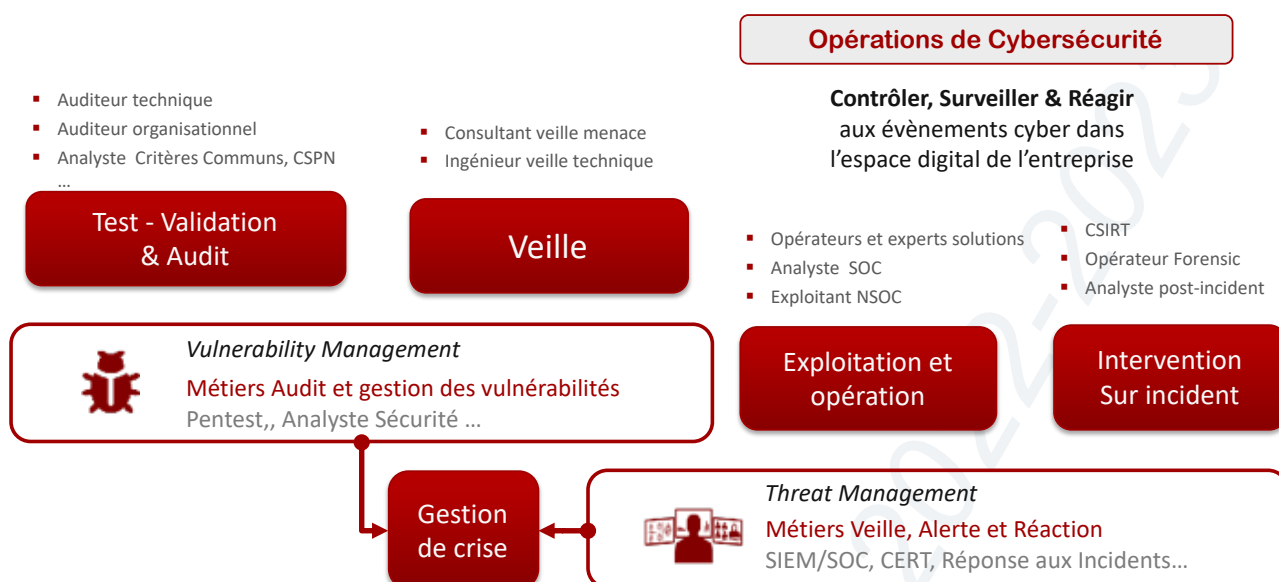 Opérations de Cybersécurité
Contrôler, Surveiller & Réagir
aux évènements cyber dans
l’espace digital de l’entreprise
▪ Auditeur technique
▪ Auditeur organisationnel
▪ Analyste Critères Communs, CSPN
...
Test - Validation
& Audit
▪ Consultant veille menace
▪ Ingénieur veille technique
Veille
▪ Opérateurs et experts solutions
▪ Analyste SOC
▪ Exploitant NSOC
Exploitation et
opération
▪ CSIRT
▪ Opérateur Forensic
▪ Analyste post-incident
Intervention
Sur incident
Vulnerability Management
Métiers Audit et gestion des vulnérabilités
Pentest,, Analyste Sécurité ...
Gestion
de crise
Threat Management
Métiers Veille, Alerte et Réaction
SIEM/SOC, CERT, Réponse aux Incidents...
2022-2023